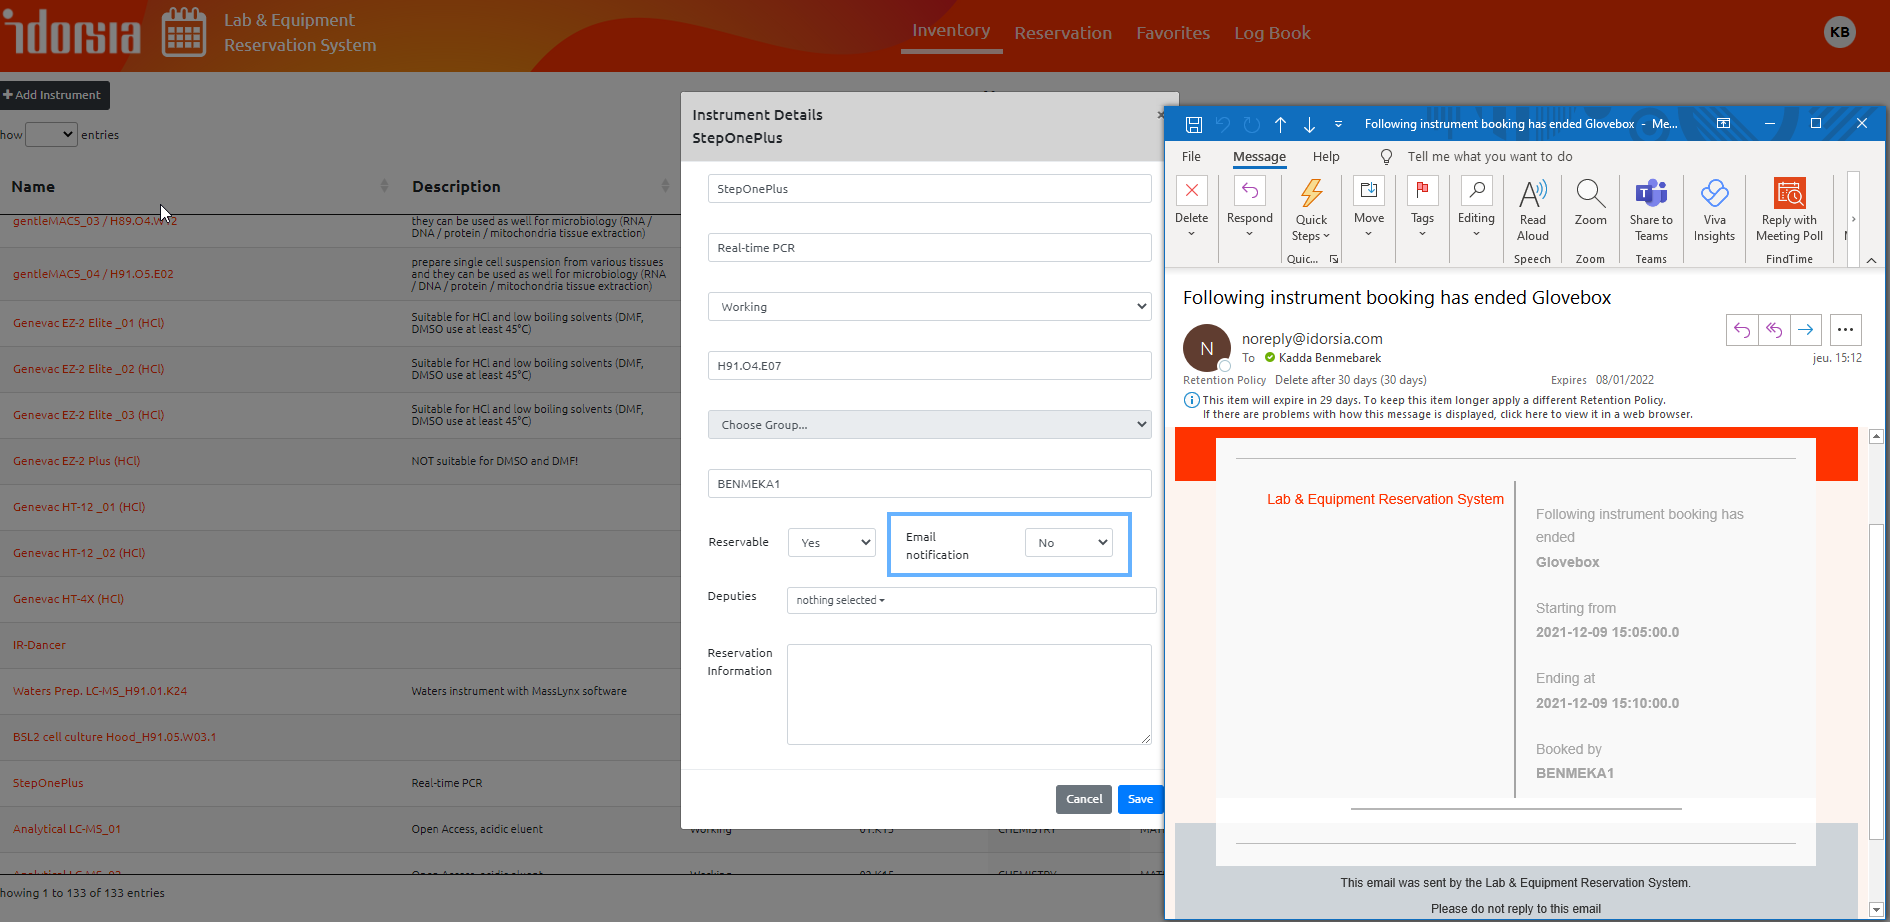 idorsia
Lab & Equipment
Reservation System
Inventory
Reservation
Favorites
Log Book
KB
+ Add Instrument
how
entries
Name
Description
gentleMACS_03 / H89.O4.W02
they can be used as well for microbiology (RNA /
DNA / protein / mitochondria tissue extraction)
gentleMACS_04 / H91.O5.E02
prepare single cell suspension from various tissues
and they can be used as well for microbiology (RNA
/ DNA / protein / mitochondria tissue extraction)
Genevac EZ-2 Elite _01 (HCl)
Suitable for HCl and low boiling solvents (DMF,
DMSO use at least 45°C)
Genevac EZ-2 Elite _02 (HCl)
Suitable for HCl and low boiling solvents (DMF,
DMSO use at least 45°C)
Genevac EZ-2 Elite _03 (HCl)
Suitable for HCl and low boiling solvents (DMF,
DMSO use at least 45°C)
Genevac EZ-2 Plus (HCl)
NOT suitable for DMSO and DMF!
Genevac HT-12 _01 (HCl)
Genevac HT-12 _02 (HCl)
Genevac HT-4X (HCl)
IR-Dancer
Waters Prep. LC-MS_H91.01.K24
Waters instrument with MassLynx software
BSL2 cell culture Hood_H91.05.W03.1
StepOnePlus
Real-time PCR
Analytical LC-MS_01
Open Access, acidic eluent
Working
01.K15
CHEMISTRY
MAT
Analytical LC-MS_02
Open Access, acidic eluent
Working
02.K15
CHEMISTRY
MAT
howing 1 to 133 of 133 entries
Instrument Details
StepOnePlus
×
StepOnePlus
Real-time PCR
Working
H91.O4.E07
Choose Group...
BENMEKA1
Reservable
Yes
Email
notification
No
Deputies
nothing selected
Reservation
Information
Cancel
Save
Following instrument booking has ended Glovebox - Me...
File
Message
Help
Tell me what you want to do
Delete
Respond
Quick
Steps
Move
Tags
Editing
Read
Aloud
Zoom
Share to
Teams
Viva
Insights
Reply with
Meeting Poll
Quic...
Speech
Zoom
Teams
FindTime
Following instrument booking has ended Glovebox
N
noreply@idorsia.com
To Kadda Benmebarek
jeu. 15:12
Retention Policy Delete after 30 days (30 days)
Expires 08/01/2022
This item will expire in 29 days. To keep this item longer apply a different Retention Policy.
If there are problems with how this message is displayed, click here to view it in a web browser.
Lab & Equipment Reservation System
Following instrument booking has
ended
Glovebox
Starting from
2021-12-09 15:05:00.0
Ending at
2021-12-09 15:10:00.0
Booked by
BENMEKA1
This email was sent by the Lab & Equipment Reservation System.
Please do not reply to this email